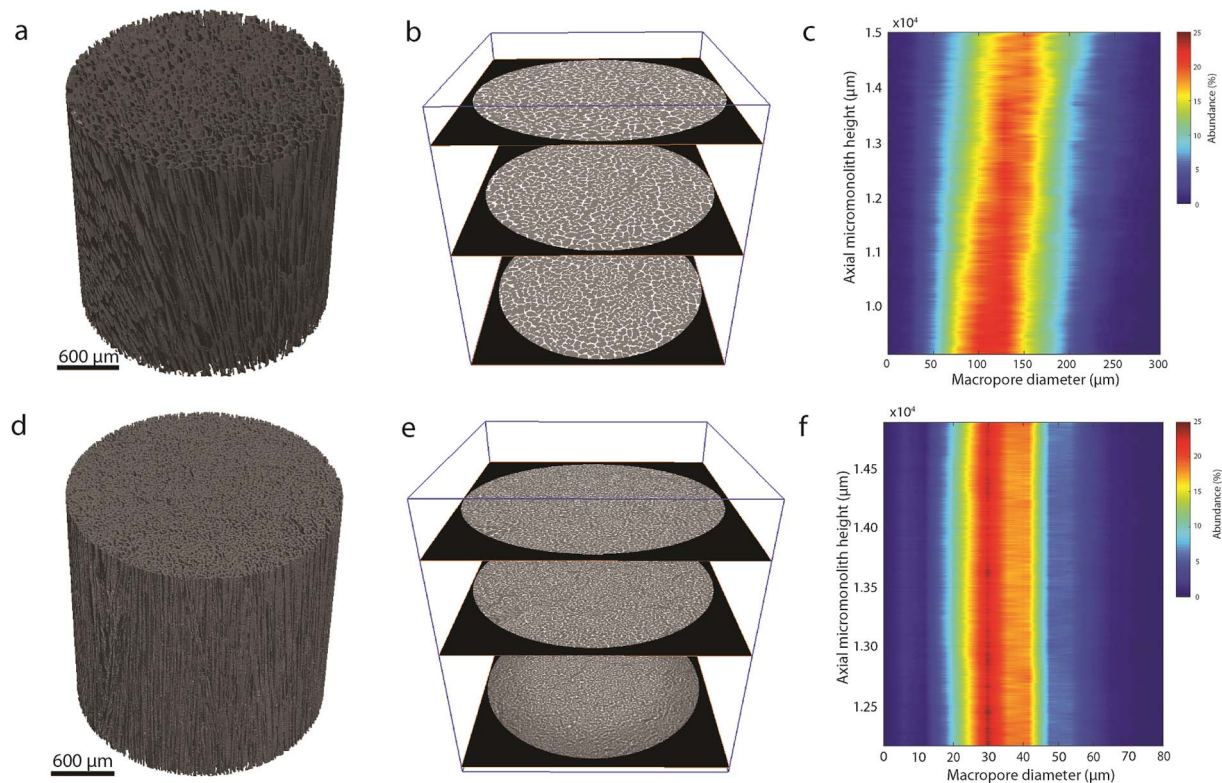 a
600 µm
b
c
x10⁴
1.5
1.4
1.3
1.2
1.1
1.0
Axial micromonolith height (µm)
0 50 100 150 200 250 300
Macropore diameter (µm)
25
20
15
10
5
0
Abundance (%)
d
600 µm
e
f
x10⁴
1.45
1.40
1.35
1.30
1.25
Axial micromonolith height (µm)
0 10 20 30 40 50 60 70 80
Macropore diameter (µm)
25
20
15
10
5
0
Abundance (%)